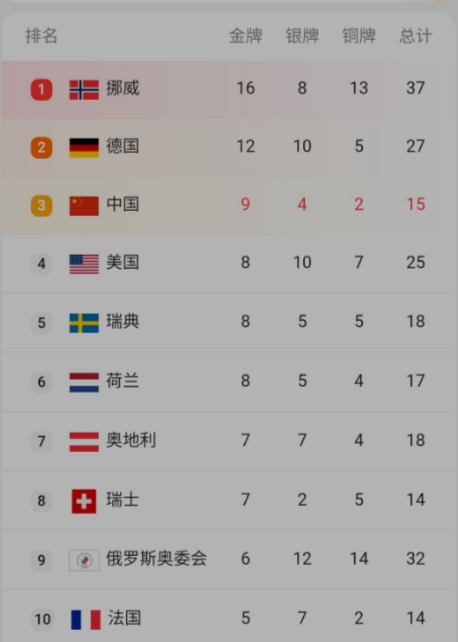 排名 金牌 银牌 铜牌 总计
1 挪威 16 8 13 37
2 德国 12 10 5 27
3 中国 9 4 2 15
4 美国 8 10 7 25
5 瑞典 8 5 5 18
6 荷兰 8 5 4 17
7 奥地利 7 7 4 18
8 瑞士 7 2 5 14
9 俄罗斯奥委会 6 12 14 32
10 法国 5 7 2 14